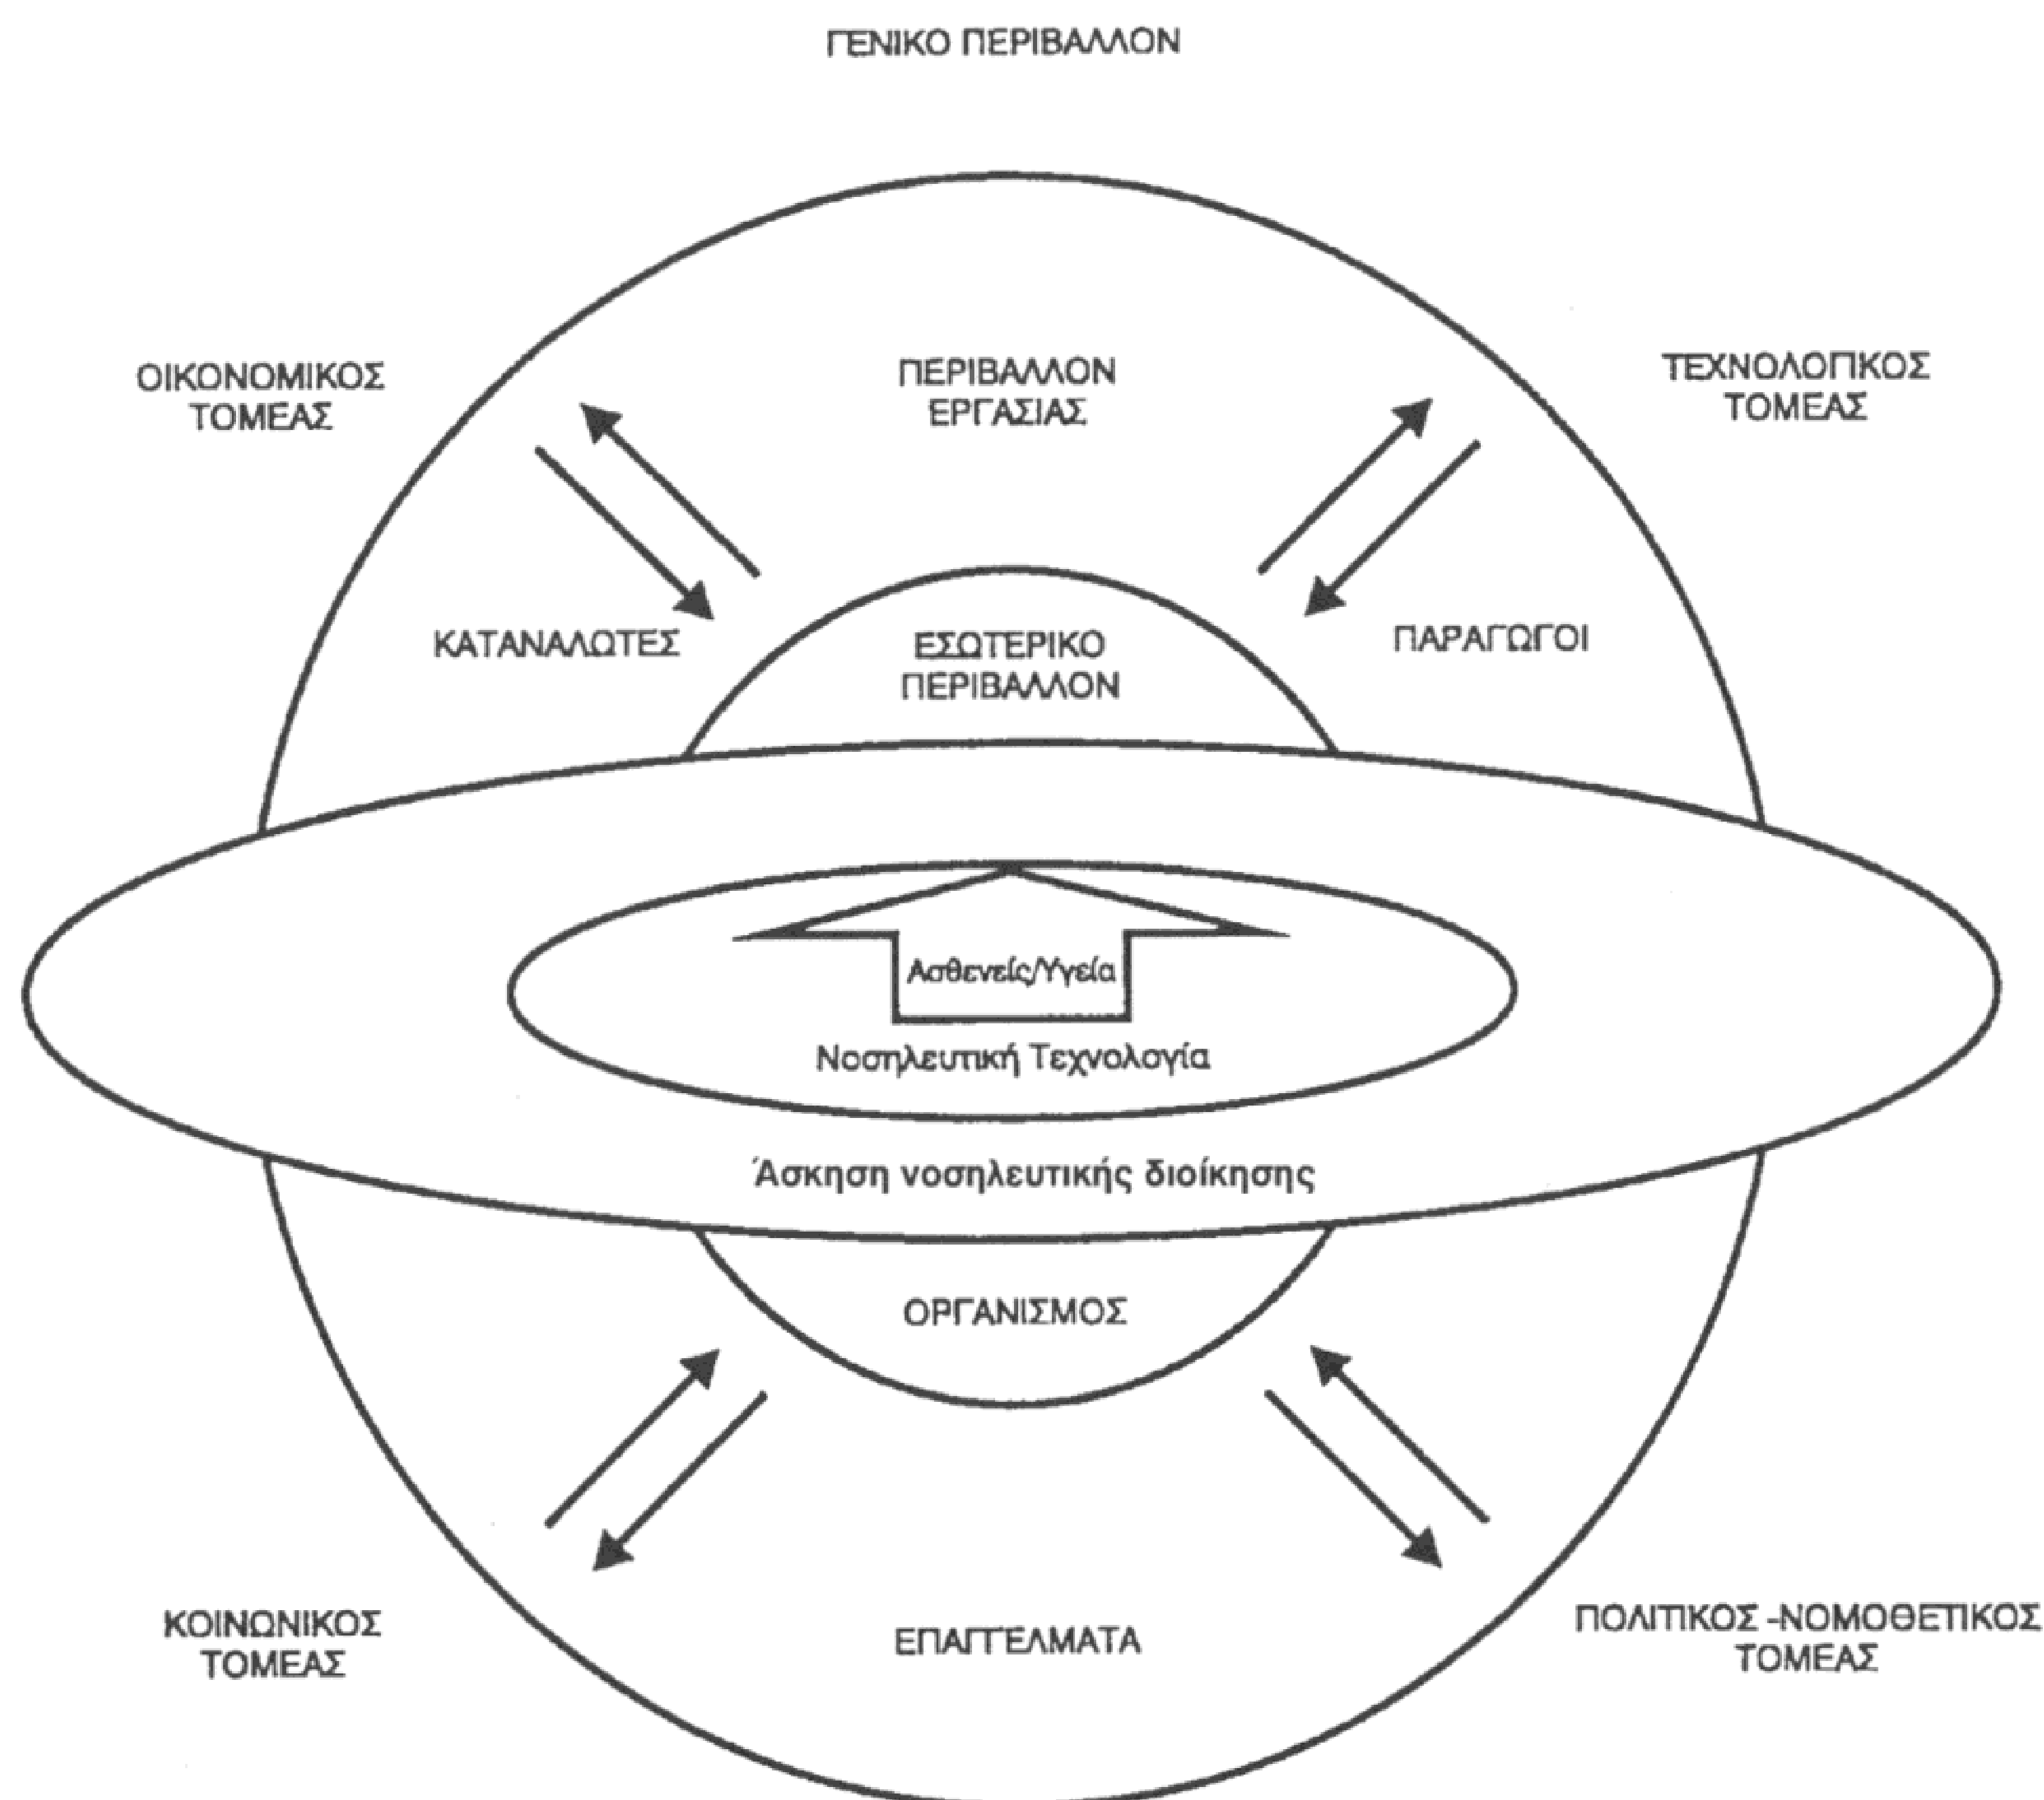 ΓΕΝΙΚΟ ΠΕΡΙΒΑΛΛΟΝ
ΟΙΚΟΝΟΜΙΚΟΣ
ΤΟΜΕΑΣ
ΠΕΡΙΒΑΛΛΟΝ
ΕΡΓΑΣΙΑΣ
ΤΕΧΝΟΛΟΓΙΚΟΣ
ΤΟΜΕΑΣ
ΚΑΤΑΝΑΛΩΤΕΣ
ΕΣΩΤΕΡΙΚΟ
ΠΕΡΙΒΑΛΛΟΝ
ΠΑΡΑΓΩΓΟΙ
Ασθενείς/Υγεία
Νοσηλευτική Τεχνολογία
Άσκηση νοσηλευτικής διοίκησης
ΟΡΓΑΝΙΣΜΟΣ
ΚΟΙΝΩΝΙΚΟΣ
ΤΟΜΕΑΣ
ΕΠΑΓΓΕΛΜΑΤΑ
ΠΟΛΙΤΙΚΟΣ -ΝΟΜΟΘΕΤΙΚΟΣ
ΤΟΜΕΑΣ